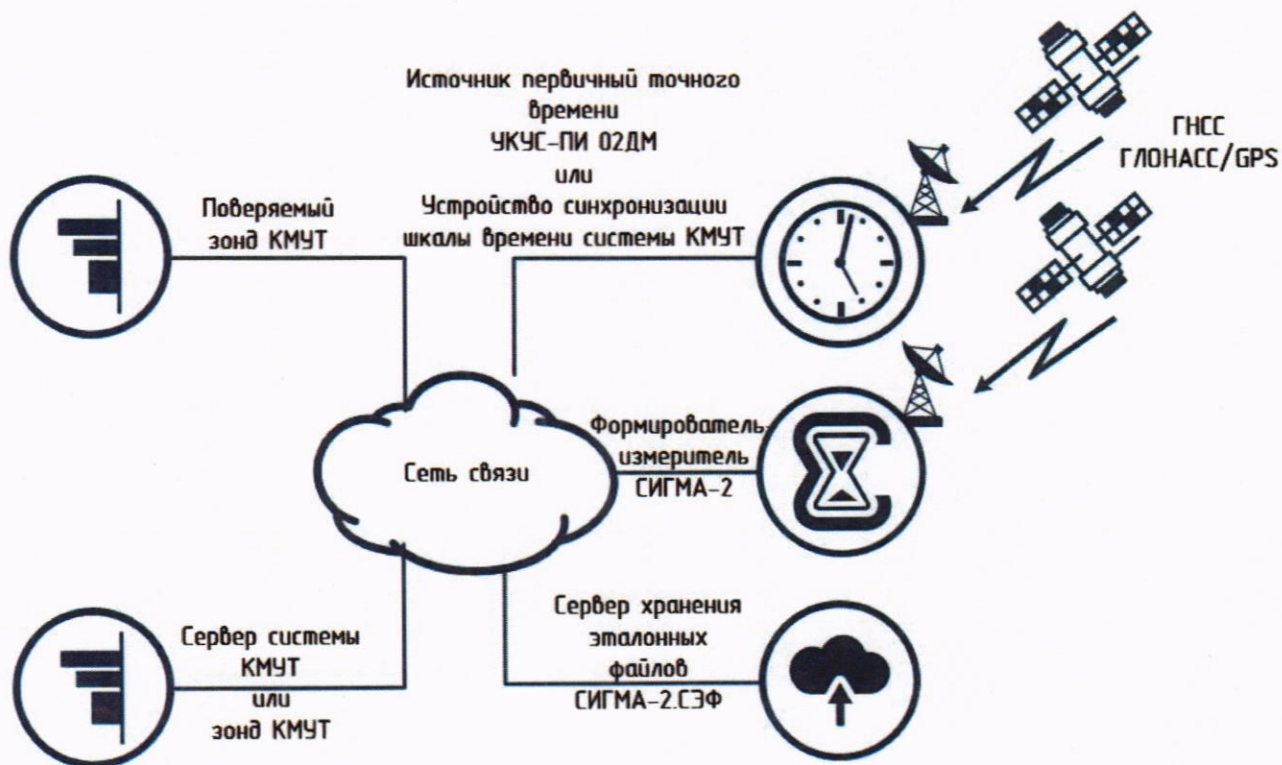 Источник первичный точного
времени
УКУС-ПИ 02ДМ
или
Устройство синхронизации
шкалы времени системы КМУТ
ГНСС
ГЛОНАСС/GPS
Поверяемый
зонд КМУТ
Сеть связи
Формирователь-
измеритель
СИГМА-2
Сервер системы
КМУТ
или
зонд КМУТ
Сервер хранения
эталонных
файлов
СИГМА-2.СЭФ